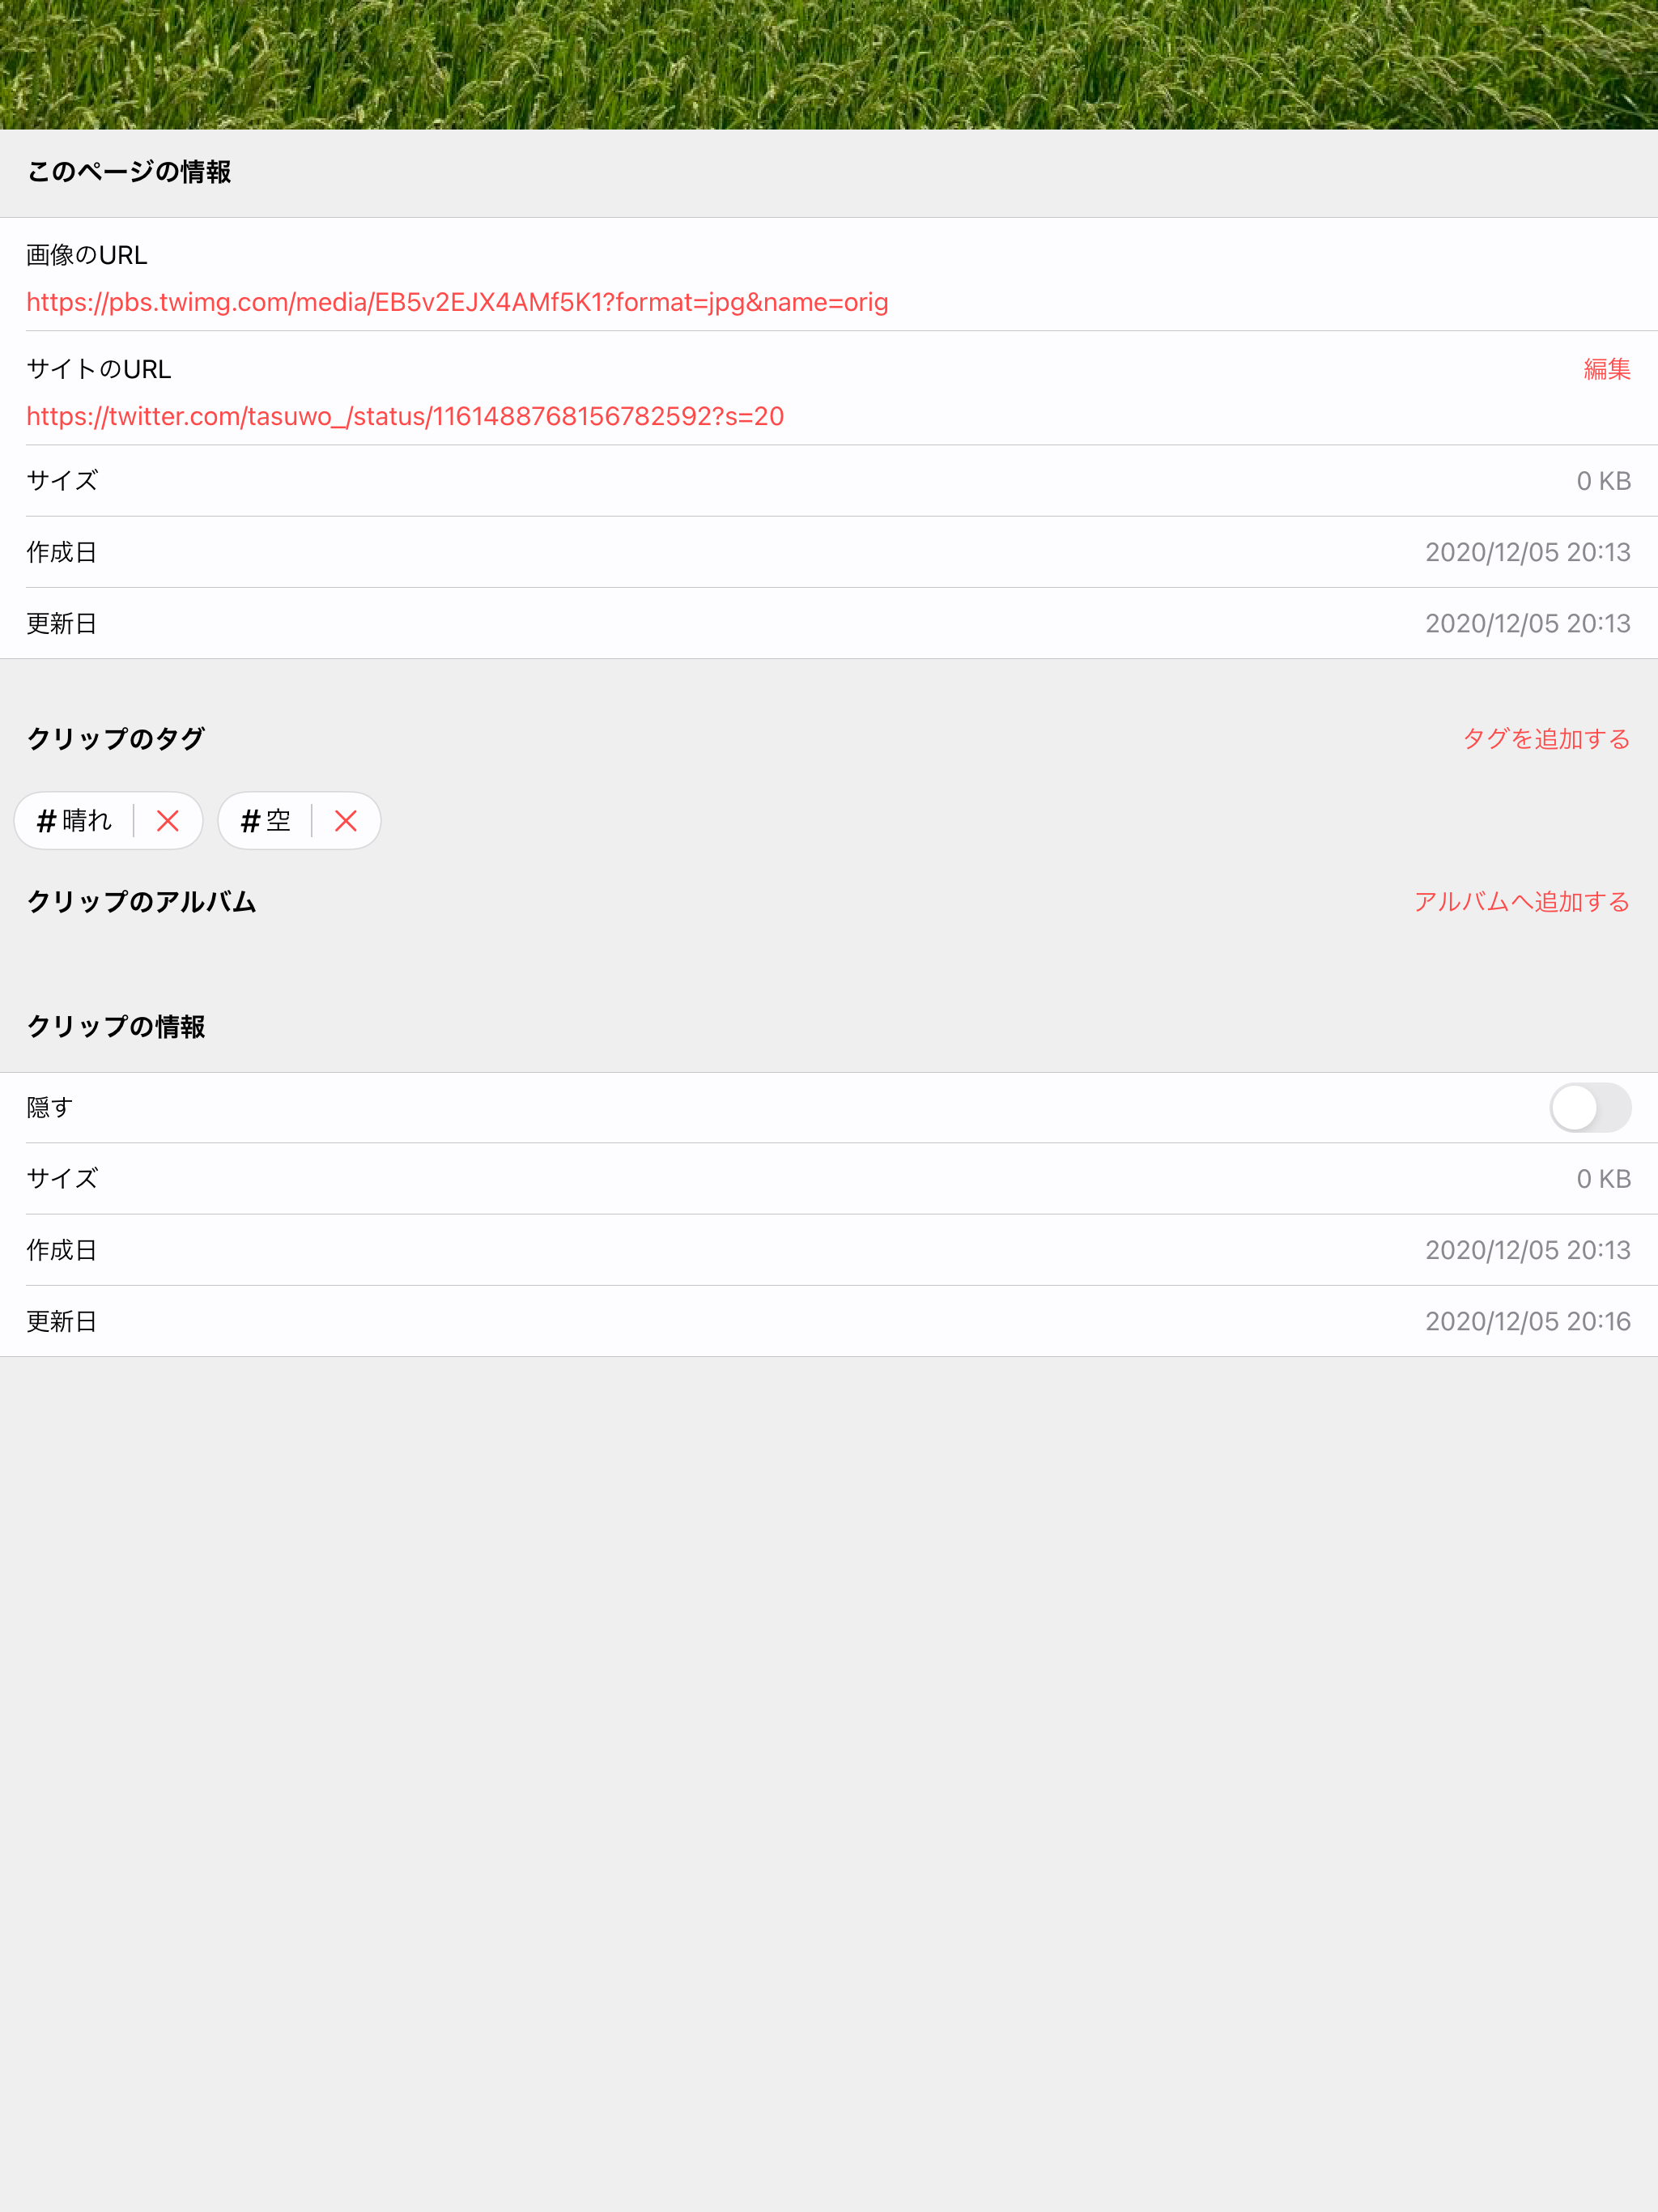 このページの情報
画像のURL
https://pbs.twimg.com/media/EB5v2EJX4AMf5K1?format=jpg&name=orig
サイトのURL 編集
https://twitter.com/tasuwo_/status/1161488768156782592?s=20
サイズ 0 KB
作成日 2020/12/05 20:13
更新日 2020/12/05 20:13
クリップのタグ タグを追加する
#晴れ #空
クリップのアルバム アルバムへ追加する
クリップの情報
隠す
サイズ 0 KB
作成日 2020/12/05 20:13
更新日 2020/12/05 20:16